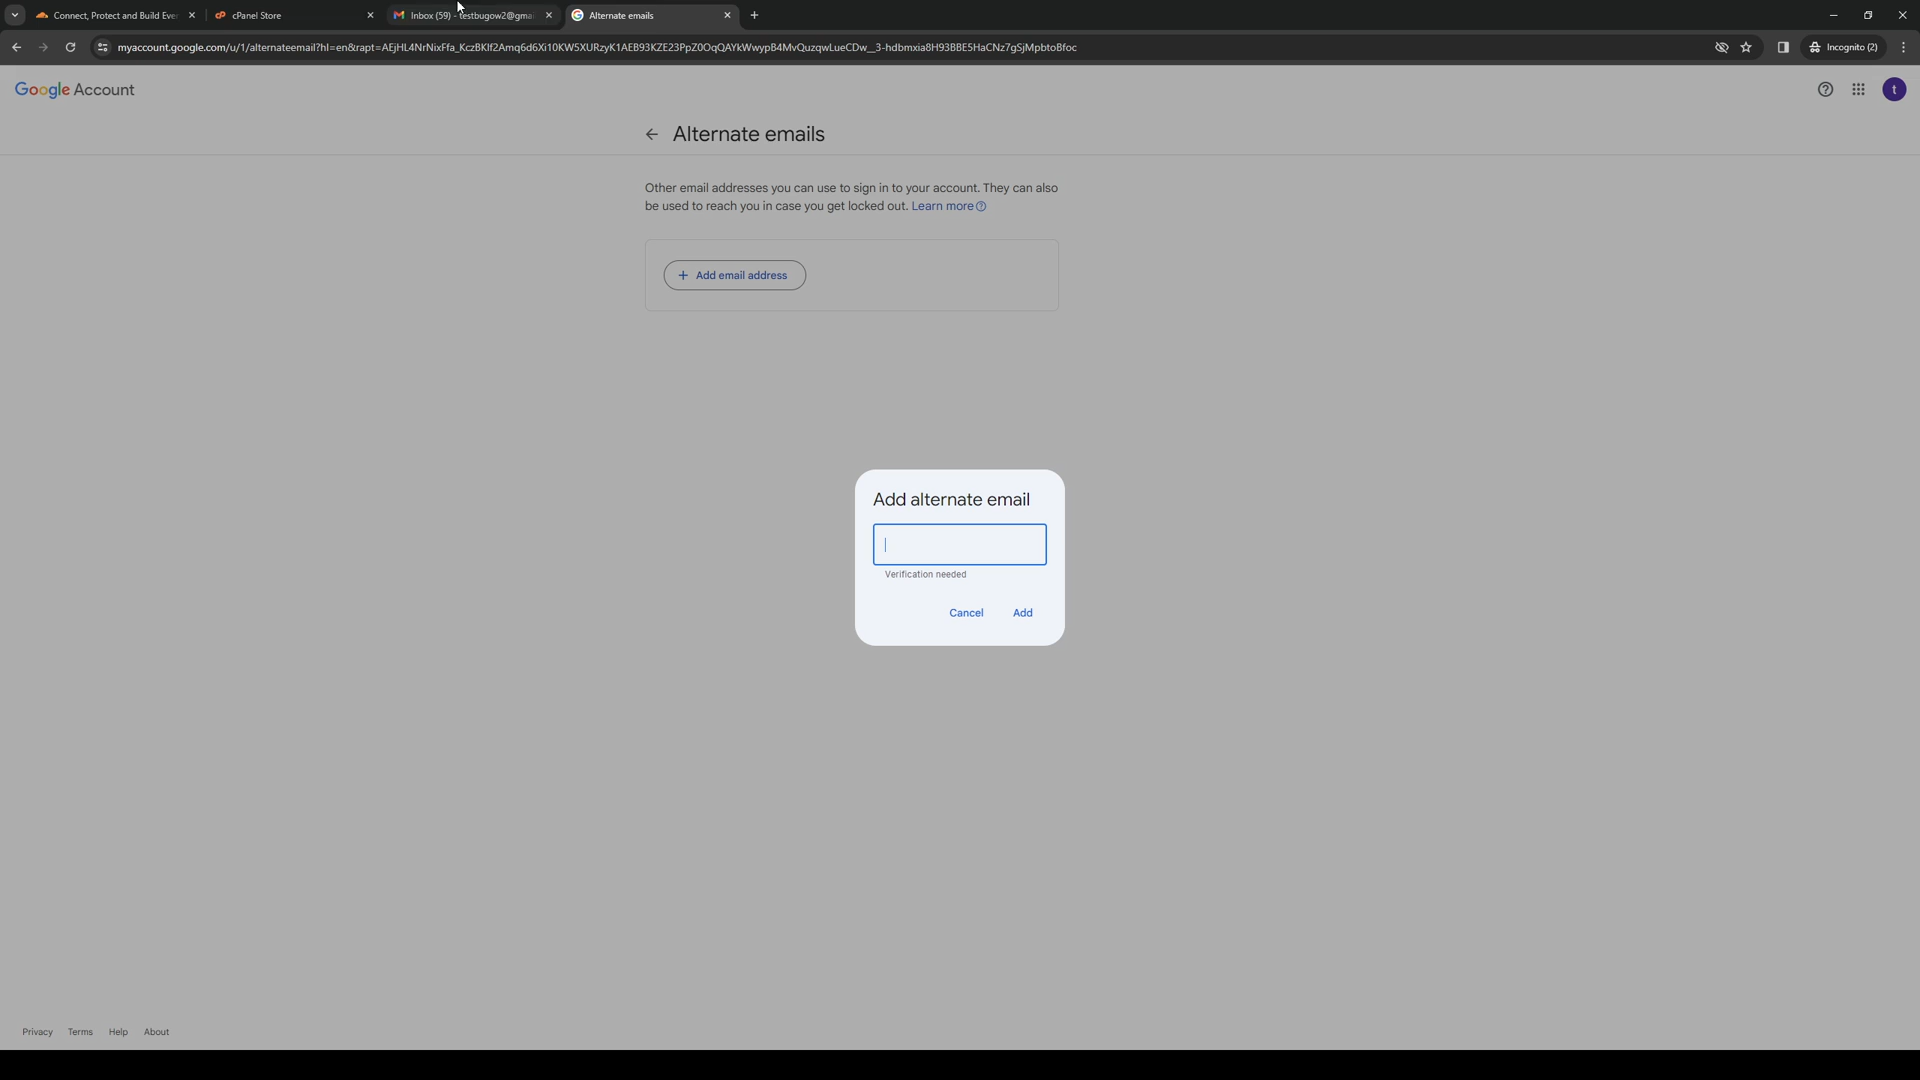 Connect, Protect and Build Ever
cPanel Store
Inbox (59) - testbugow2@gmai
Alternate emails
myaccount.google.com/u/1/alternateemail?hl=en&rapt=AEjHL4NrNixFfa_KczBKlf2Amq6d6Xi10KW5XURzyK1AEB93KZE23PpZ0OqQAYkWwypB4MvQuzqwLueCDw__3-hdbmxia8H93BBE5HaCNz7gSjMpbtoBfoc
Incognito (2)
Google Account
t
Alternate emails
Other email addresses you can use to sign in to your account. They can also
be used to reach you in case you get locked out. Learn more
Add email address
Add alternate email
Verification needed
Cancel
Add
Privacy
Terms
Help
About